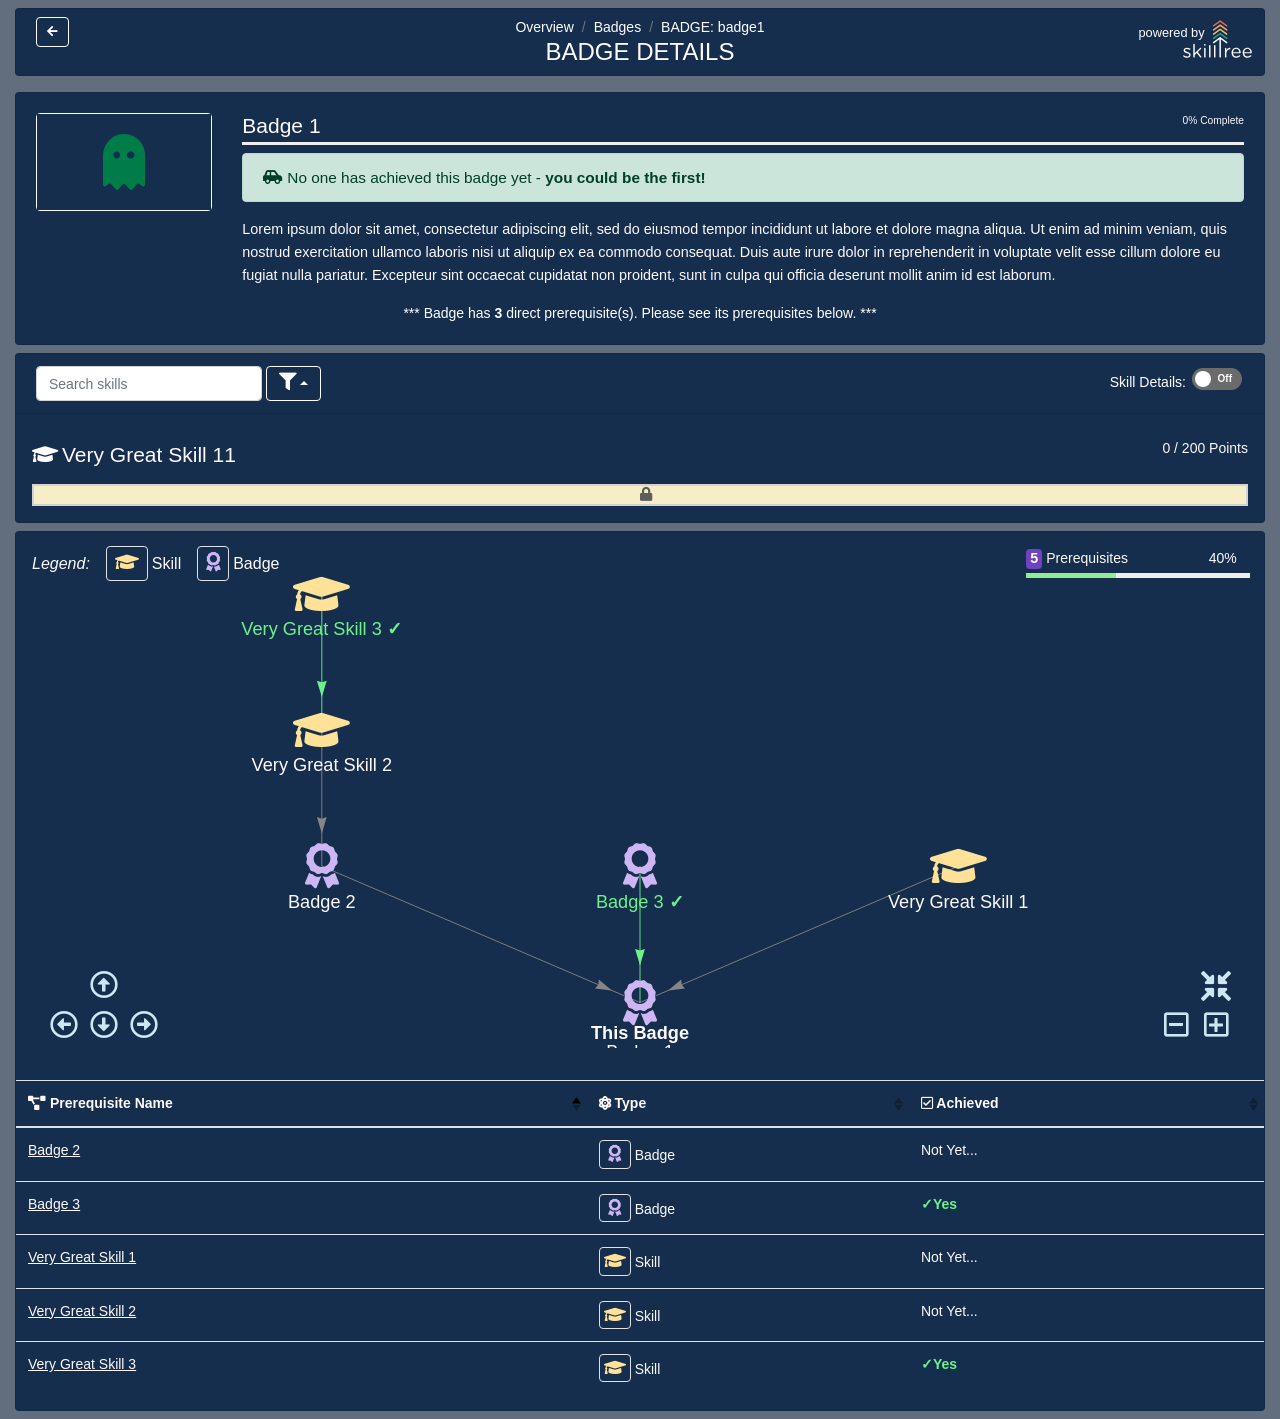 Overview / Badges / BADGE: badge1
BADGE DETAILS
powered by
skilltree
Badge 1
0% Complete
No one has achieved this badge yet - you could be the first!
Lorem ipsum dolor sit amet, consectetur adipiscing elit, sed do eiusmod tempor incididunt ut labore et dolore magna aliqua. Ut enim ad minim veniam, quis
nostrud exercitation ullamco laboris nisi ut aliquip ex ea commodo consequat. Duis aute irure dolor in reprehenderit in voluptate velit esse cillum dolore eu
fugiat nulla pariatur. Excepteur sint occaecat cupidatat non proident, sunt in culpa qui officia deserunt mollit anim id est laborum.
*** Badge has 3 direct prerequisite(s). Please see its prerequisites below. ***
Search skills
Skill Details: Off
Very Great Skill 11
0 / 200 Points
Legend: Skill Badge
5 Prerequisites 40%
Very Great Skill 3 ✓
Very Great Skill 2
Badge 2
Badge 3 ✓
Very Great Skill 1
This Badge
Badge 1
Prerequisite Name Type Achieved
Badge 2 Badge Not Yet...
Badge 3 Badge ✓Yes
Very Great Skill 1 Skill Not Yet...
Very Great Skill 2 Skill Not Yet...
Very Great Skill 3 Skill ✓Yes